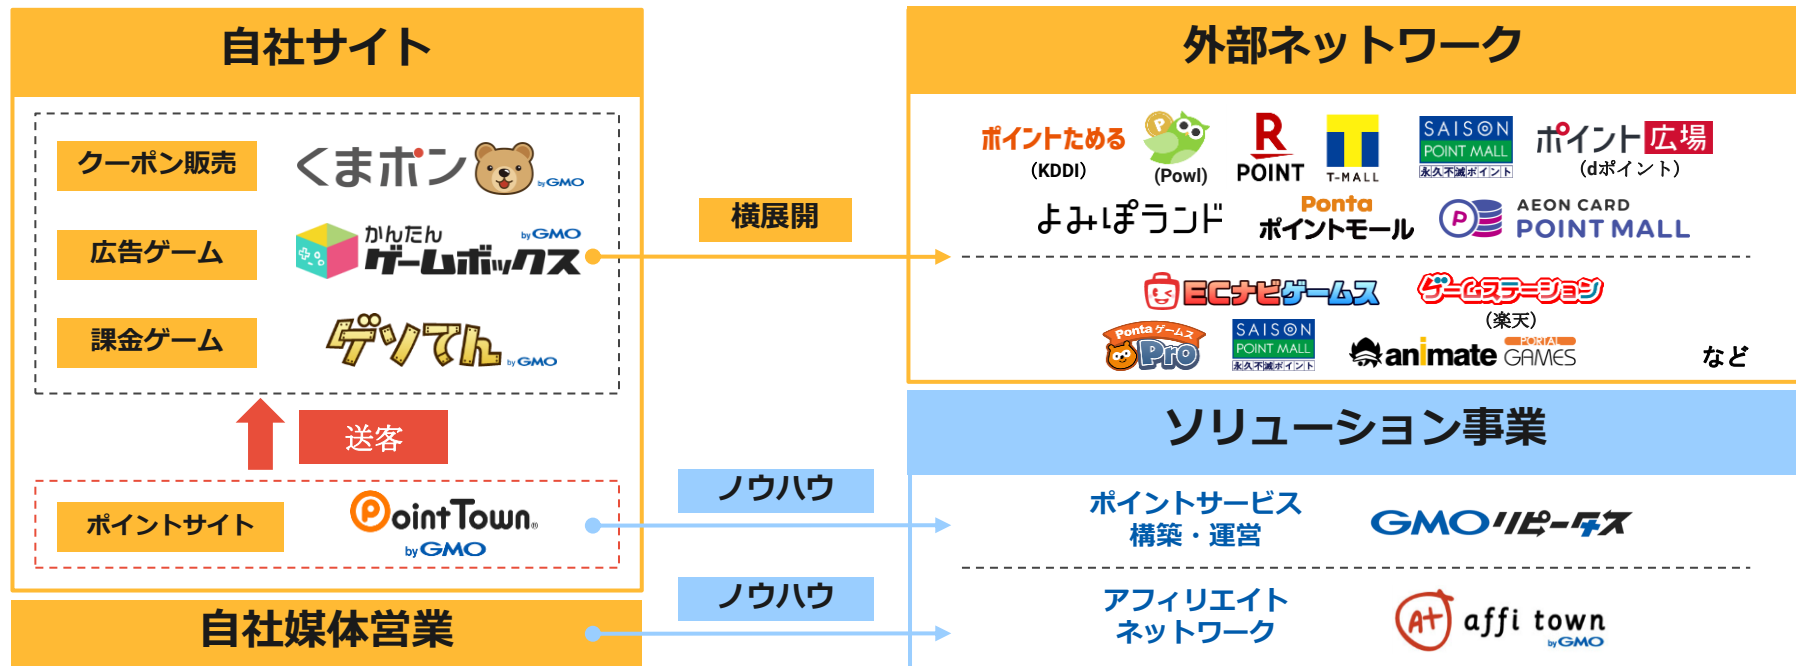 自社サイト
クーポン販売
くまポン
byGMO
広告ゲーム
byGMO
かんたん
ゲームボックス
課金ゲーム
ゲソてん
byGMO
送客
ポイントサイト
PointTown®
byGMO
自社媒体営業
横展開
ノウハウ
ノウハウ
外部ネットワーク
ポイントためる
(KDDI)
P
(Powl)
R
POINT
T
T-MALL
SAISON
POINT MALL
永久不滅ポイント
ポイント広場
(dポイント)
よみぽランド
Ponta
ポイントモール
P
AEON CARD
POINT MALL
ECナビゲームス
ゲームステーション
(楽天)
Pontaゲームス
Pro
SAISON
POINT MALL
永久不滅ポイント
animate
PORTAL
GAMES
など
ソリューション事業
ポイントサービス
構築・運営
GMOリピータス
アフィリエイト
ネットワーク
A+
affi town
byGMO